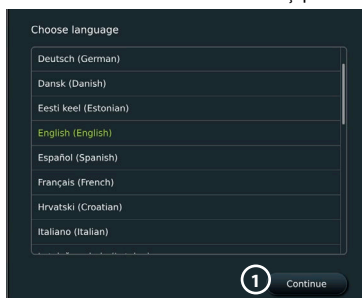 Choose language
Deutsch (German)
Dansk (Danish)
Eesti keel (Estonian)
English (English)
Español (Spanish)
Français (French)
Hrvatski (Croatian)
Italiano (Italian)
1 Continue